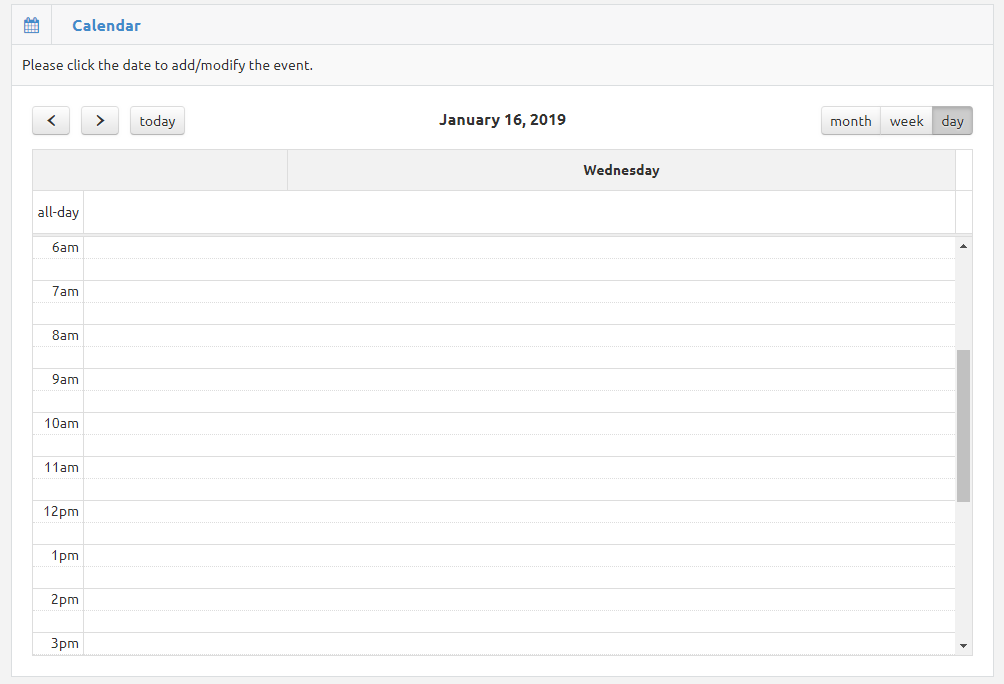 Calendar
Please click the date to add/modify the event.
today
January 16, 2019
month week day
Wednesday
all-day
6am
7am
8am
9am
10am
11am
12pm
1pm
2pm
3pm